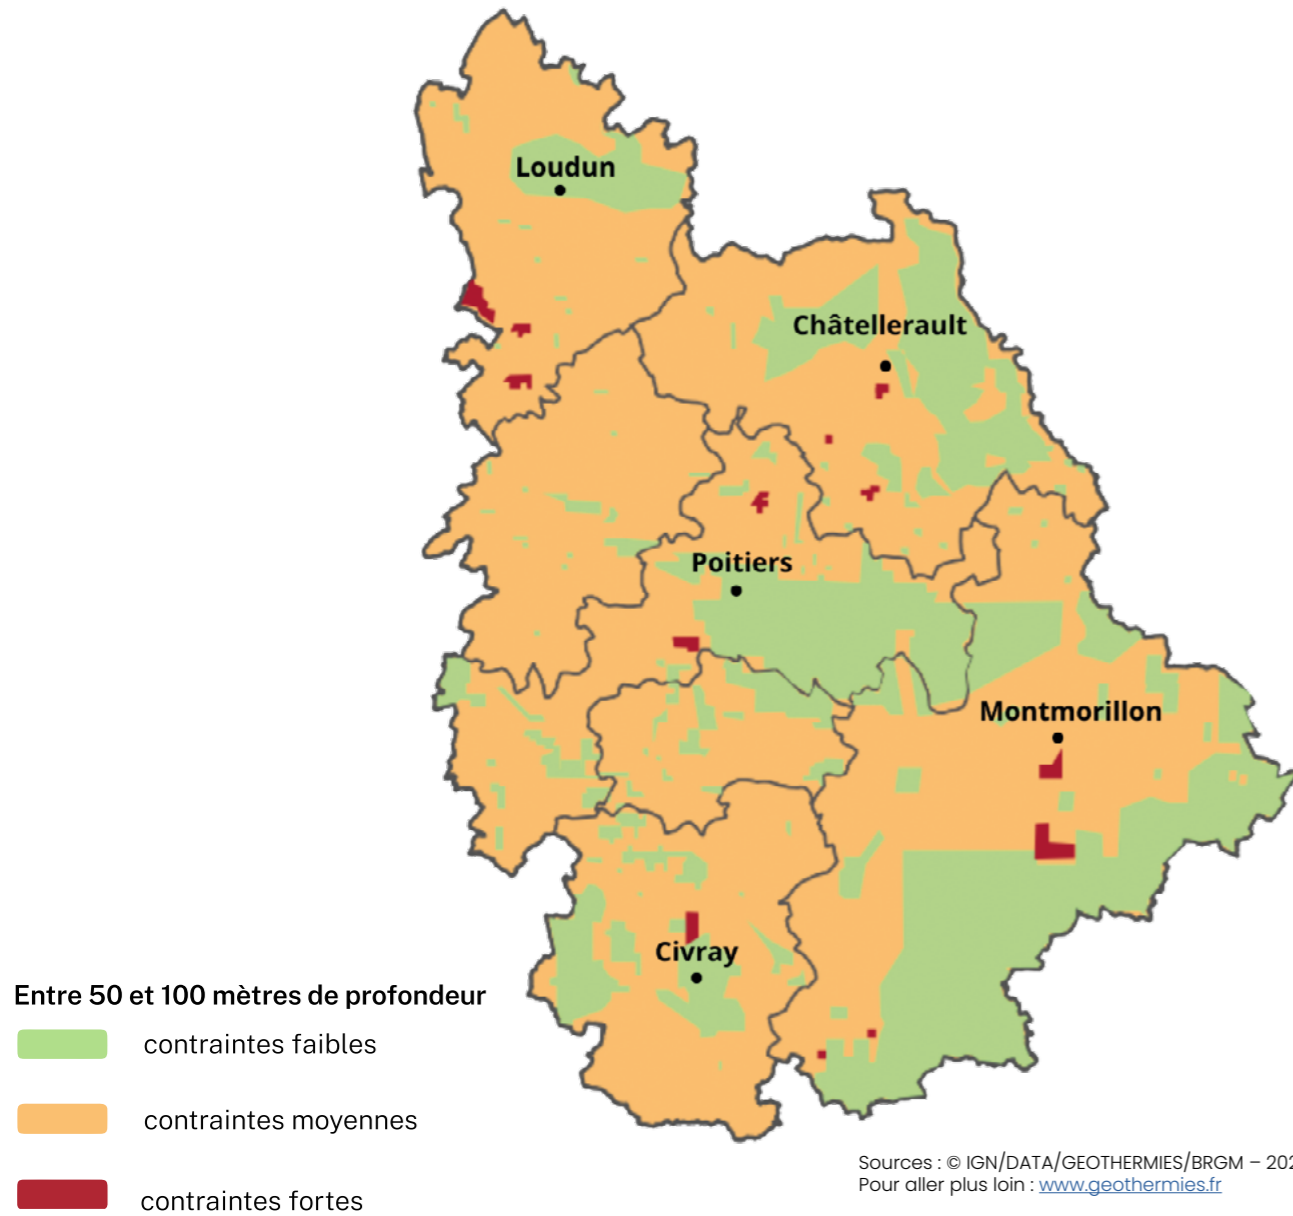 Loudun
Châtellerault
Poitiers
Montmorillon
Civray
Entre 50 et 100 mètres de profondeur
contraintes faibles
contraintes moyennes
contraintes fortes
Sources : © IGN/DATA/GEOTHERMIES/BRGM – 202
Pour aller plus loin : www.geothermies.fr